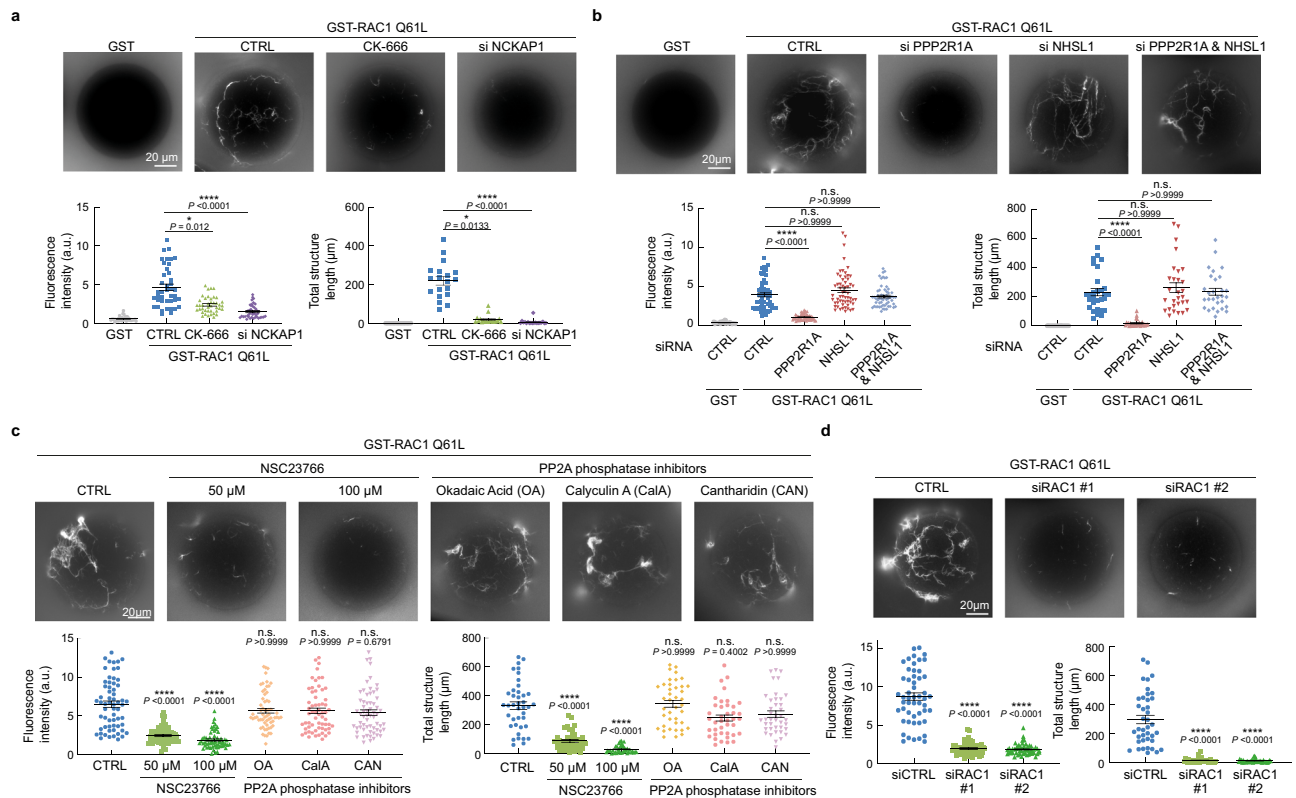 a
GST-RAC1 Q61L
GST
CTRL
CK-666
si NCKAP1
20 µm
Fluorescence
intensity (a.u.)
15
10
5
0
****
P <0.0001
*
P = 0.012
CTRL CK-666 si NCKAP1
GST
GST-RAC1 Q61L
Total structure
length (µm)
600
400
200
0
****
P <0.0001
*
P = 0.0133
CTRL CK-666 si NCKAP1
GST
GST-RAC1 Q61L
b
GST-RAC1 Q61L
GST
CTRL
si PPP2R1A
si NHSL1
si PPP2R1A & NHSL1
20µm
Fluorescence
intensity (a.u.)
15
10
5
0
n.s.
P >0.9999
n.s.
P >0.9999
****
P <0.0001
siRNA
CTRL
CTRL
PPP2R1A
NHSL1
PPP2R1A
& NHSL1
GST
GST-RAC1 Q61L
Total structure
length (µm)
800
600
400
200
0
n.s.
P >0.9999
n.s.
P >0.9999
****
P <0.0001
siRNA
CTRL
CTRL
PPP2R1A
NHSL1
PPP2R1A
& NHSL1
GST
GST-RAC1 Q61L
c
GST-RAC1 Q61L
NSC23766
PP2A phosphatase inhibitors
CTRL
50 µM
100 µM
Okadaic Acid (OA)
Calyculin A (CalA)
Cantharidin (CAN)
20µm
Fluorescence
intensity (a.u.)
15
10
5
0
****
P <0.0001
****
P <0.0001
n.s.
P >0.9999
n.s.
P >0.9999
n.s.
P = 0.6791
CTRL
50 µM
100 µM
OA
CalA
CAN
NSC23766
PP2A phosphatase inhibitors
Total structure
length (µm)
800
600
400
200
0
****
P <0.0001
****
P <0.0001
n.s.
P >0.9999
n.s.
P = 0.4002
n.s.
P >0.9999
CTRL
50 µM
100 µM
OA
CalA
CAN
NSC23766
PP2A phosphatase inhibitors
d
GST-RAC1 Q61L
CTRL
siRAC1 #1
siRAC1 #2
20µm
Fluorescence
intensity (a.u.)
15
10
5
0
****
P <0.0001
****
P <0.0001
siCTRL
siRAC1
#1
siRAC1
#2
Total structure
length (µm)
800
600
400
200
0
****
P <0.0001
****
P <0.0001
siCTRL
siRAC1
#1
siRAC1
#2